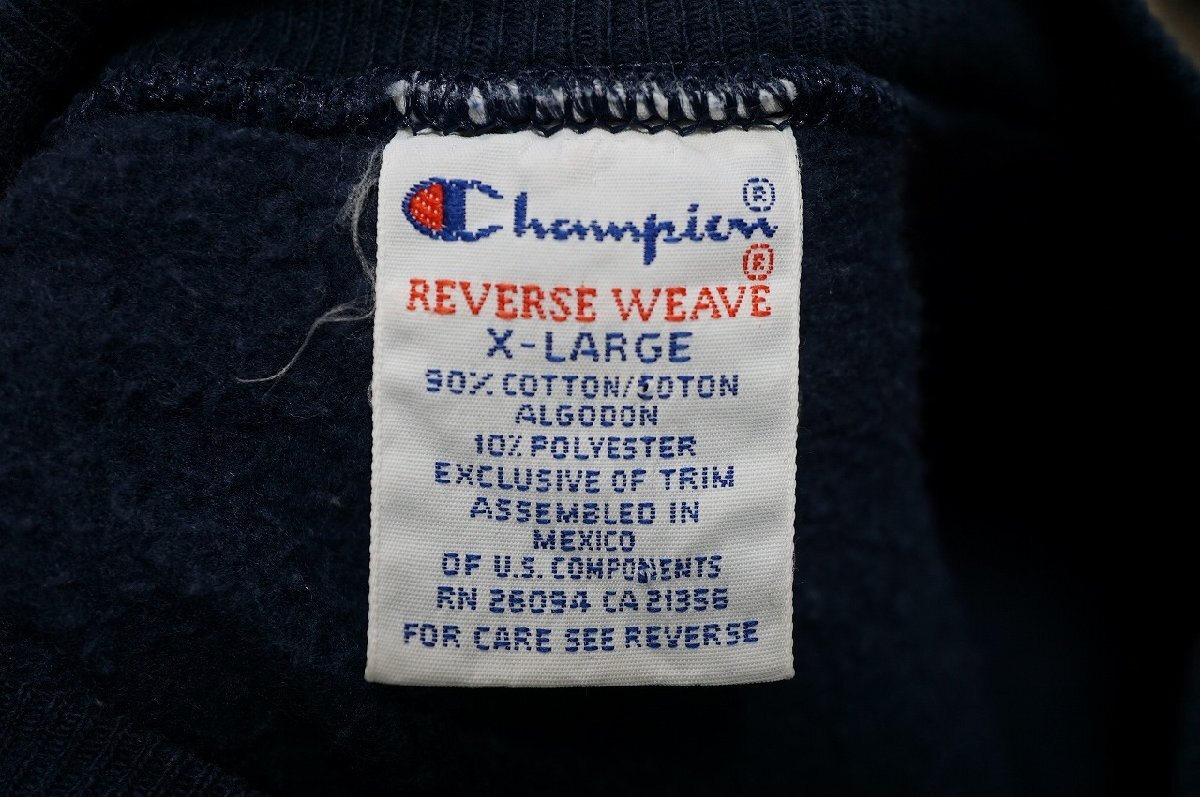 Champion®
®
REVERSE WEAVE
X-LARGE
90% COTTON/COTON
ALGODON
10% POLYESTER
EXCLUSIVE OF TRIM
ASSEMBLED IN
MEXICO
OF U.S. COMPONENTS
RN 26094 CA 21356
FOR CARE SEE REVERSE